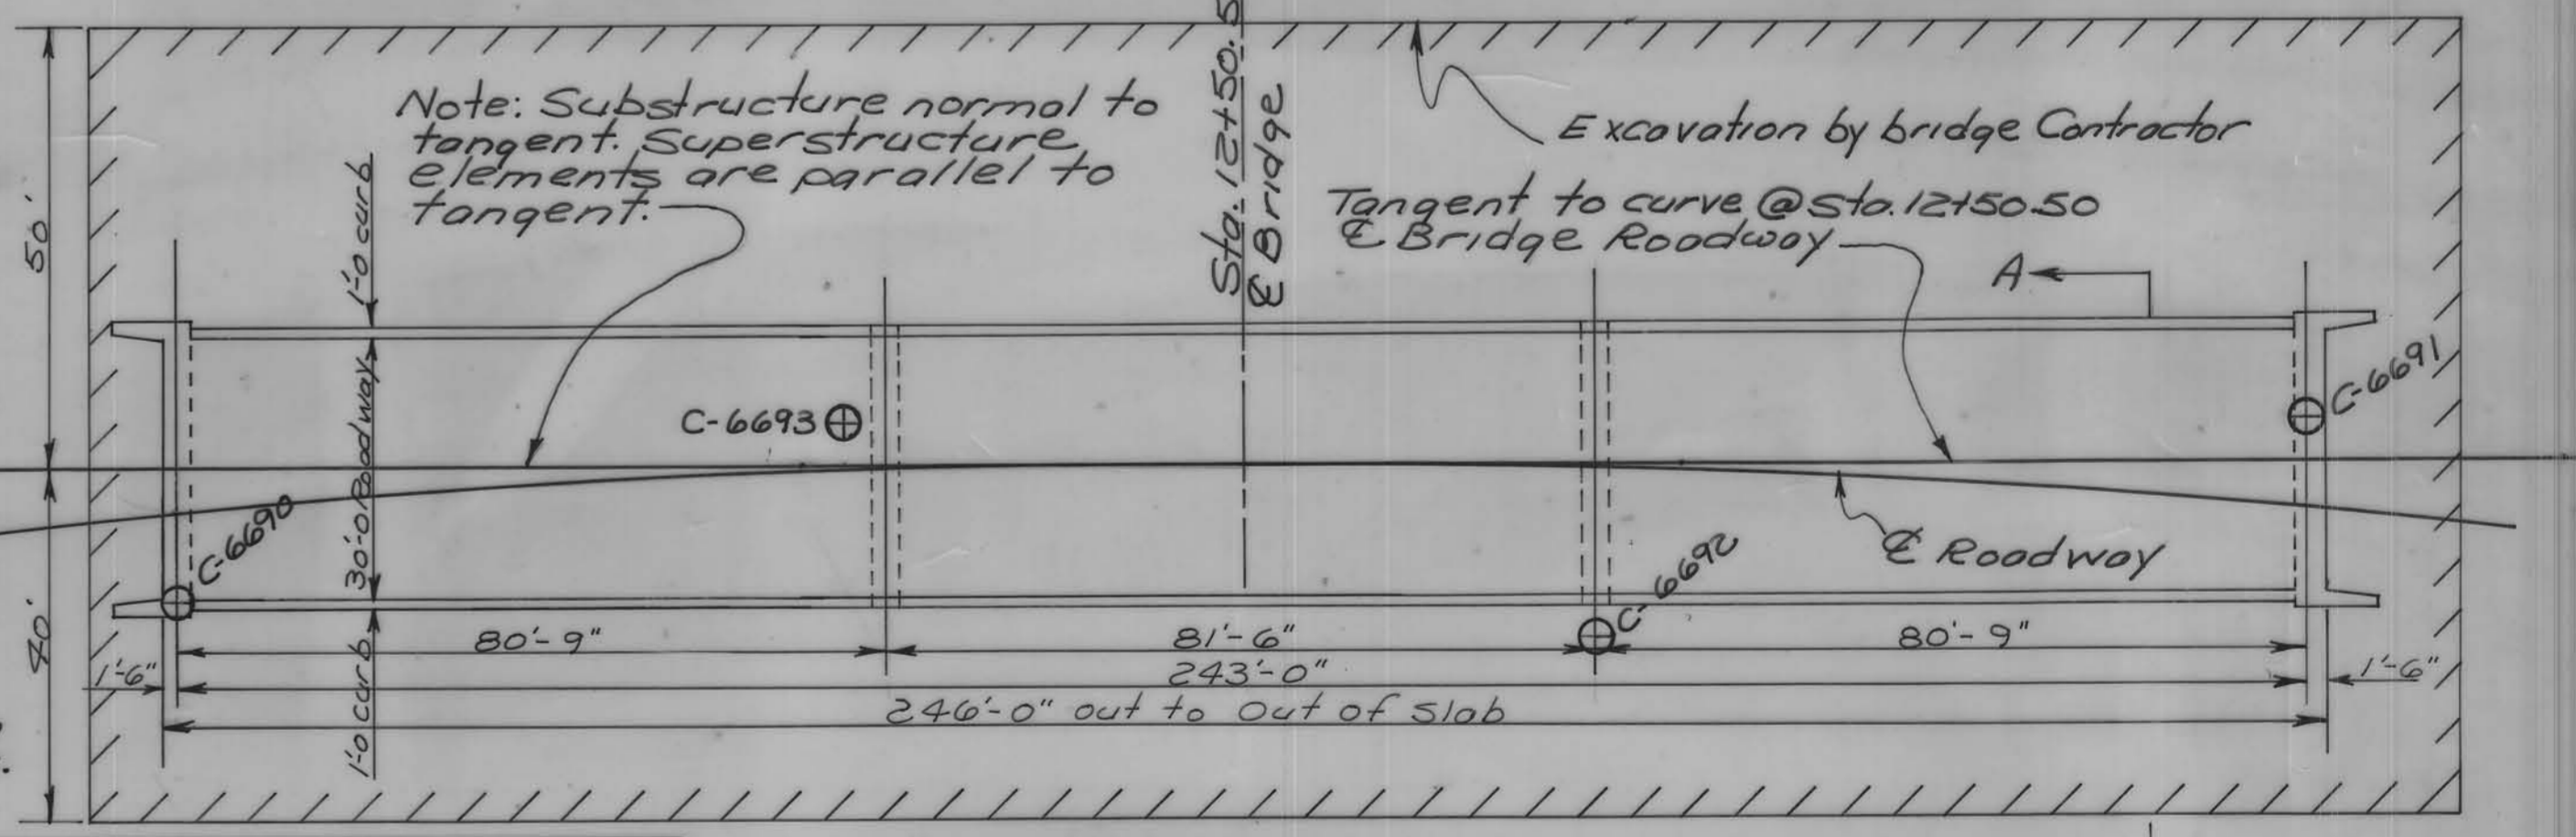 Sta. 12+50.5
℄ Bridge
Note: Substructure normal to
tangent. Superstructure
elements are parallel to
tangent.
Excavation by bridge Contractor
Tangent to curve @ Sta. 12+50.50
℄ Bridge Roadway
A
50'
40'
1'-0 curb
30'-0 Roadway
1'-0 curb
C-6693
C-6691
C-6690
C-6692
℄ Roadway
80'-9"
81'-6"
80'-9"
1'-6"
243'-0"
1'-6"
246'-0" out to out of slab